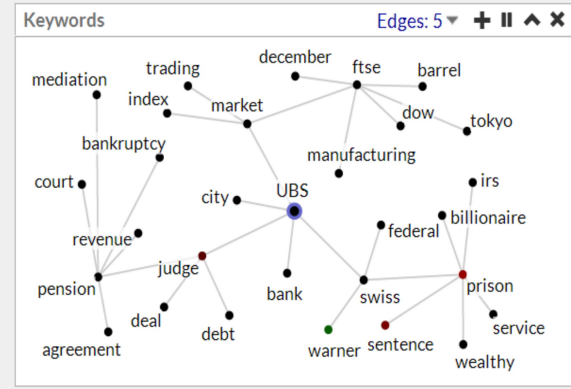 Keywords
Edges: 5
december
ftse
trading
barrel
mediation
index
market
dow
tokyo
bankruptcy
manufacturing
court
irs
UBS
city
billionaire
federal
revenue
judge
pension
bank
swiss
prison
deal
debt
service
agreement
warner
sentence
wealthy